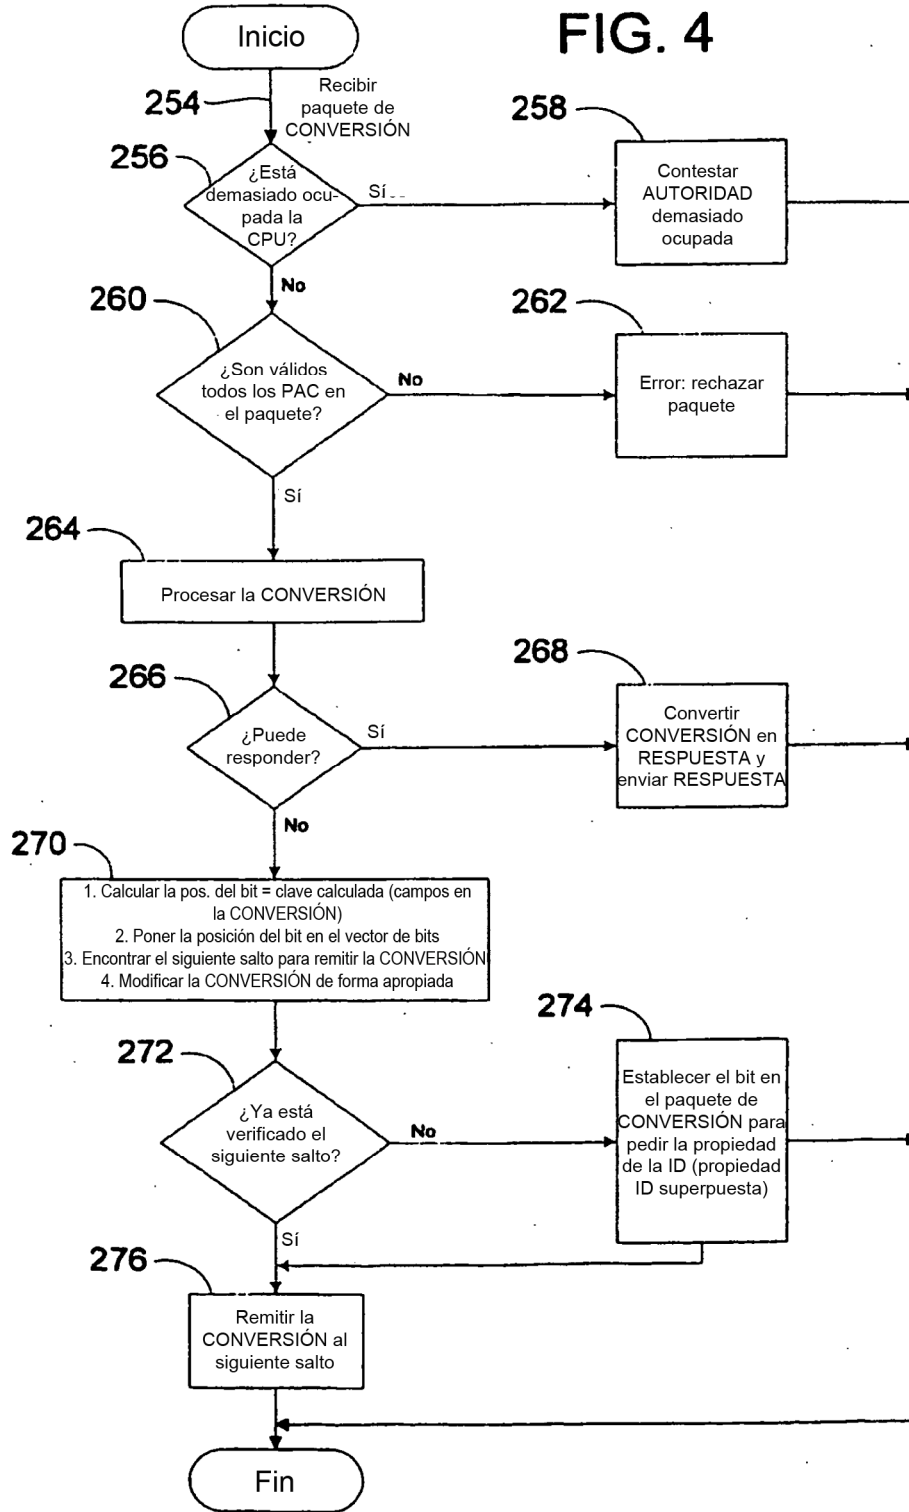 Inicio
FIG. 4
254
Recibir
paquete de
CONVERSIÓN
256
¿Está
demasiado ocu-
pada la
CPU?
Sí
258
Contestar
AUTORIDAD
demasiado
ocupada
No
260
¿Son válidos
todos los PAC en
el paquete?
No
262
Error: rechazar
paquete
Sí
264
Procesar la CONVERSIÓN
266
¿Puede
responder?
Sí
268
Convertir
CONVERSIÓN en
RESPUESTA y
enviar RESPUESTA
No
270
1. Calcular la pos. del bit = clave calculada (campos en
la CONVERSIÓN)
2. Poner la posición del bit en el vector de bits
3. Encontrar el siguiente salto para remitir la CONVERSIÓN
4. Modificar la CONVERSIÓN de forma apropiada
272
¿Ya está
verificado el
siguiente salto?
No
274
Establecer el bit en
el paquete de
CONVERSIÓN para
pedir la propiedad
de la ID (propiedad
ID superpuesta)
Sí
276
Remitir la
CONVERSIÓN al
siguiente salto
Fin